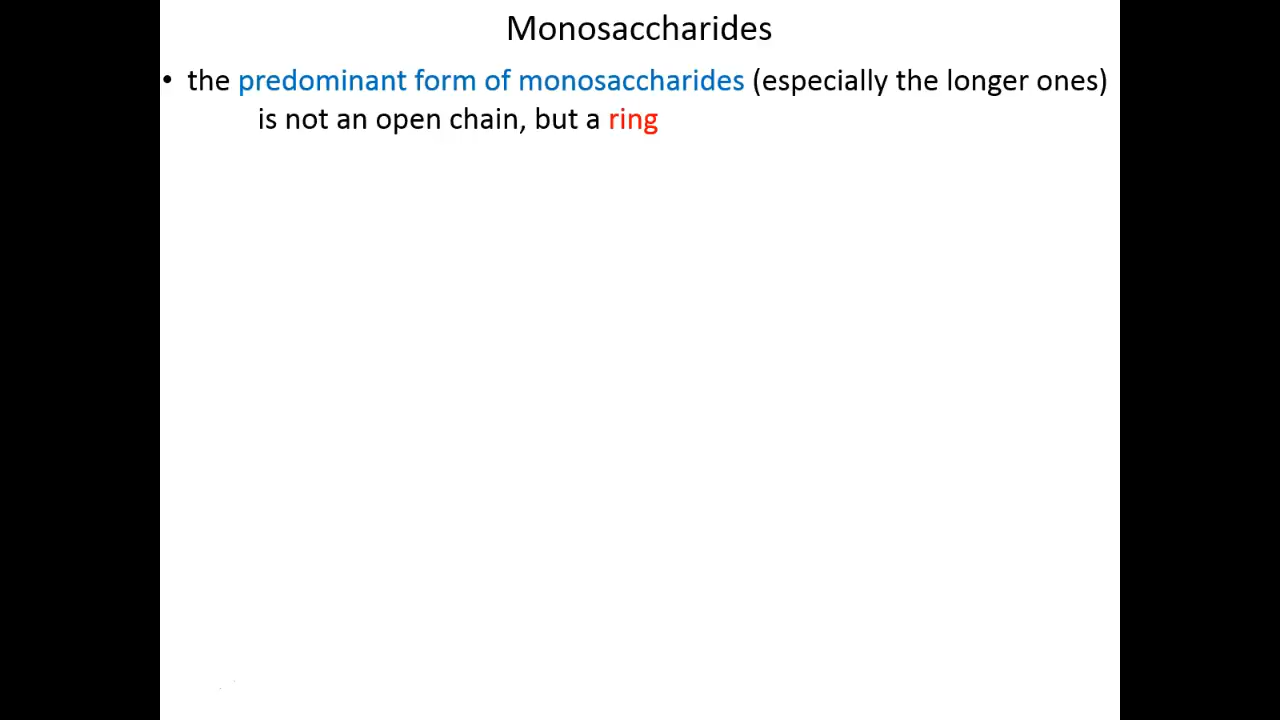 Monosaccharides
• the predominant form of monosaccharides (especially the longer ones)
is not an open chain, but a ring